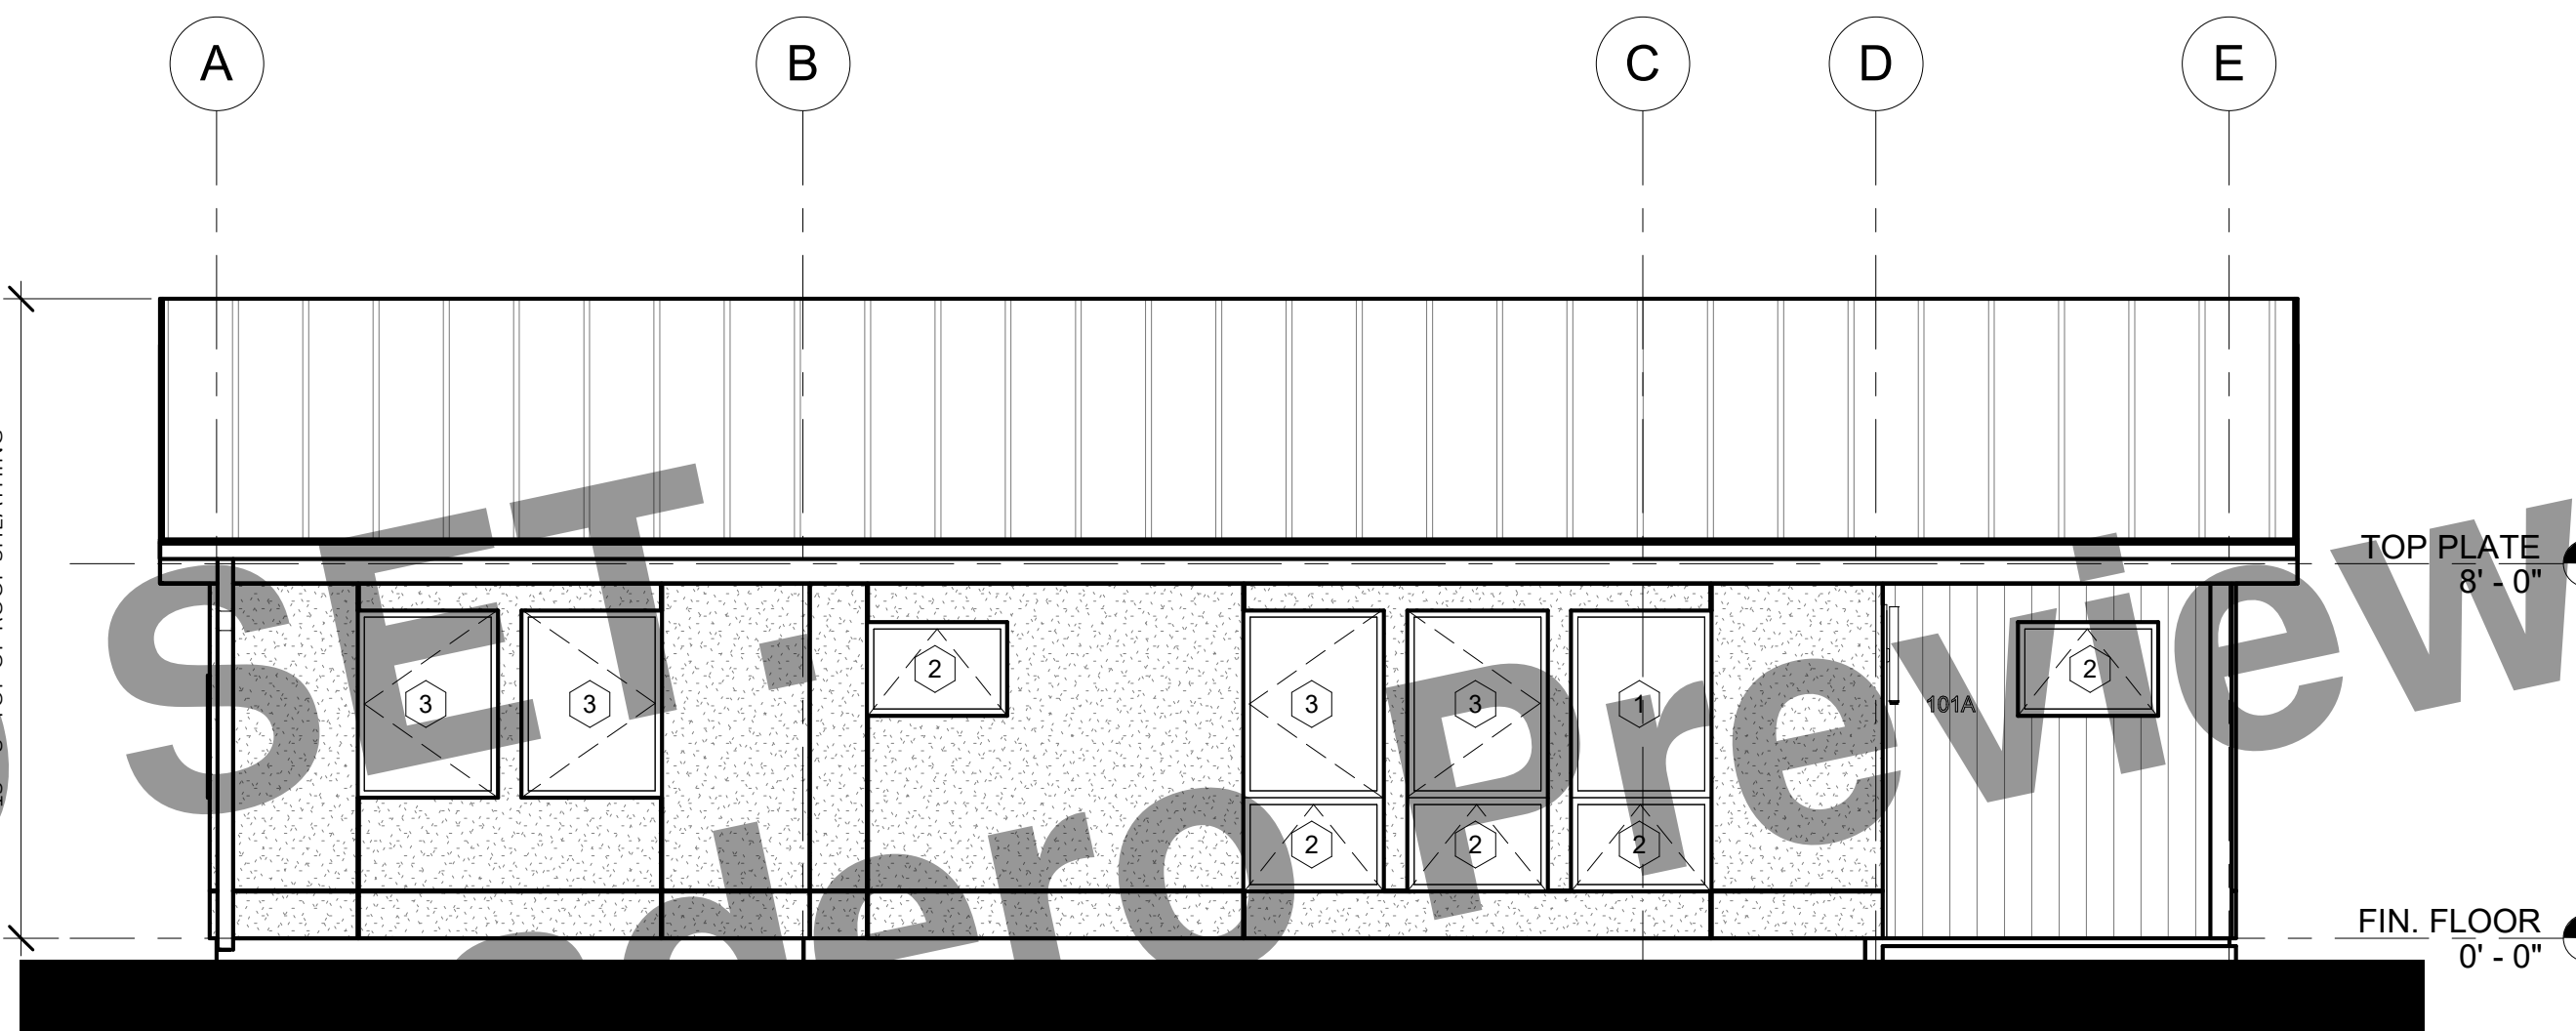 A B C D E
TOP PLATE
8' - 0"
3 3 2 3 3 1 2
101A
2 2 2
FIN. FLOOR
0' - 0"
SET.
Preview